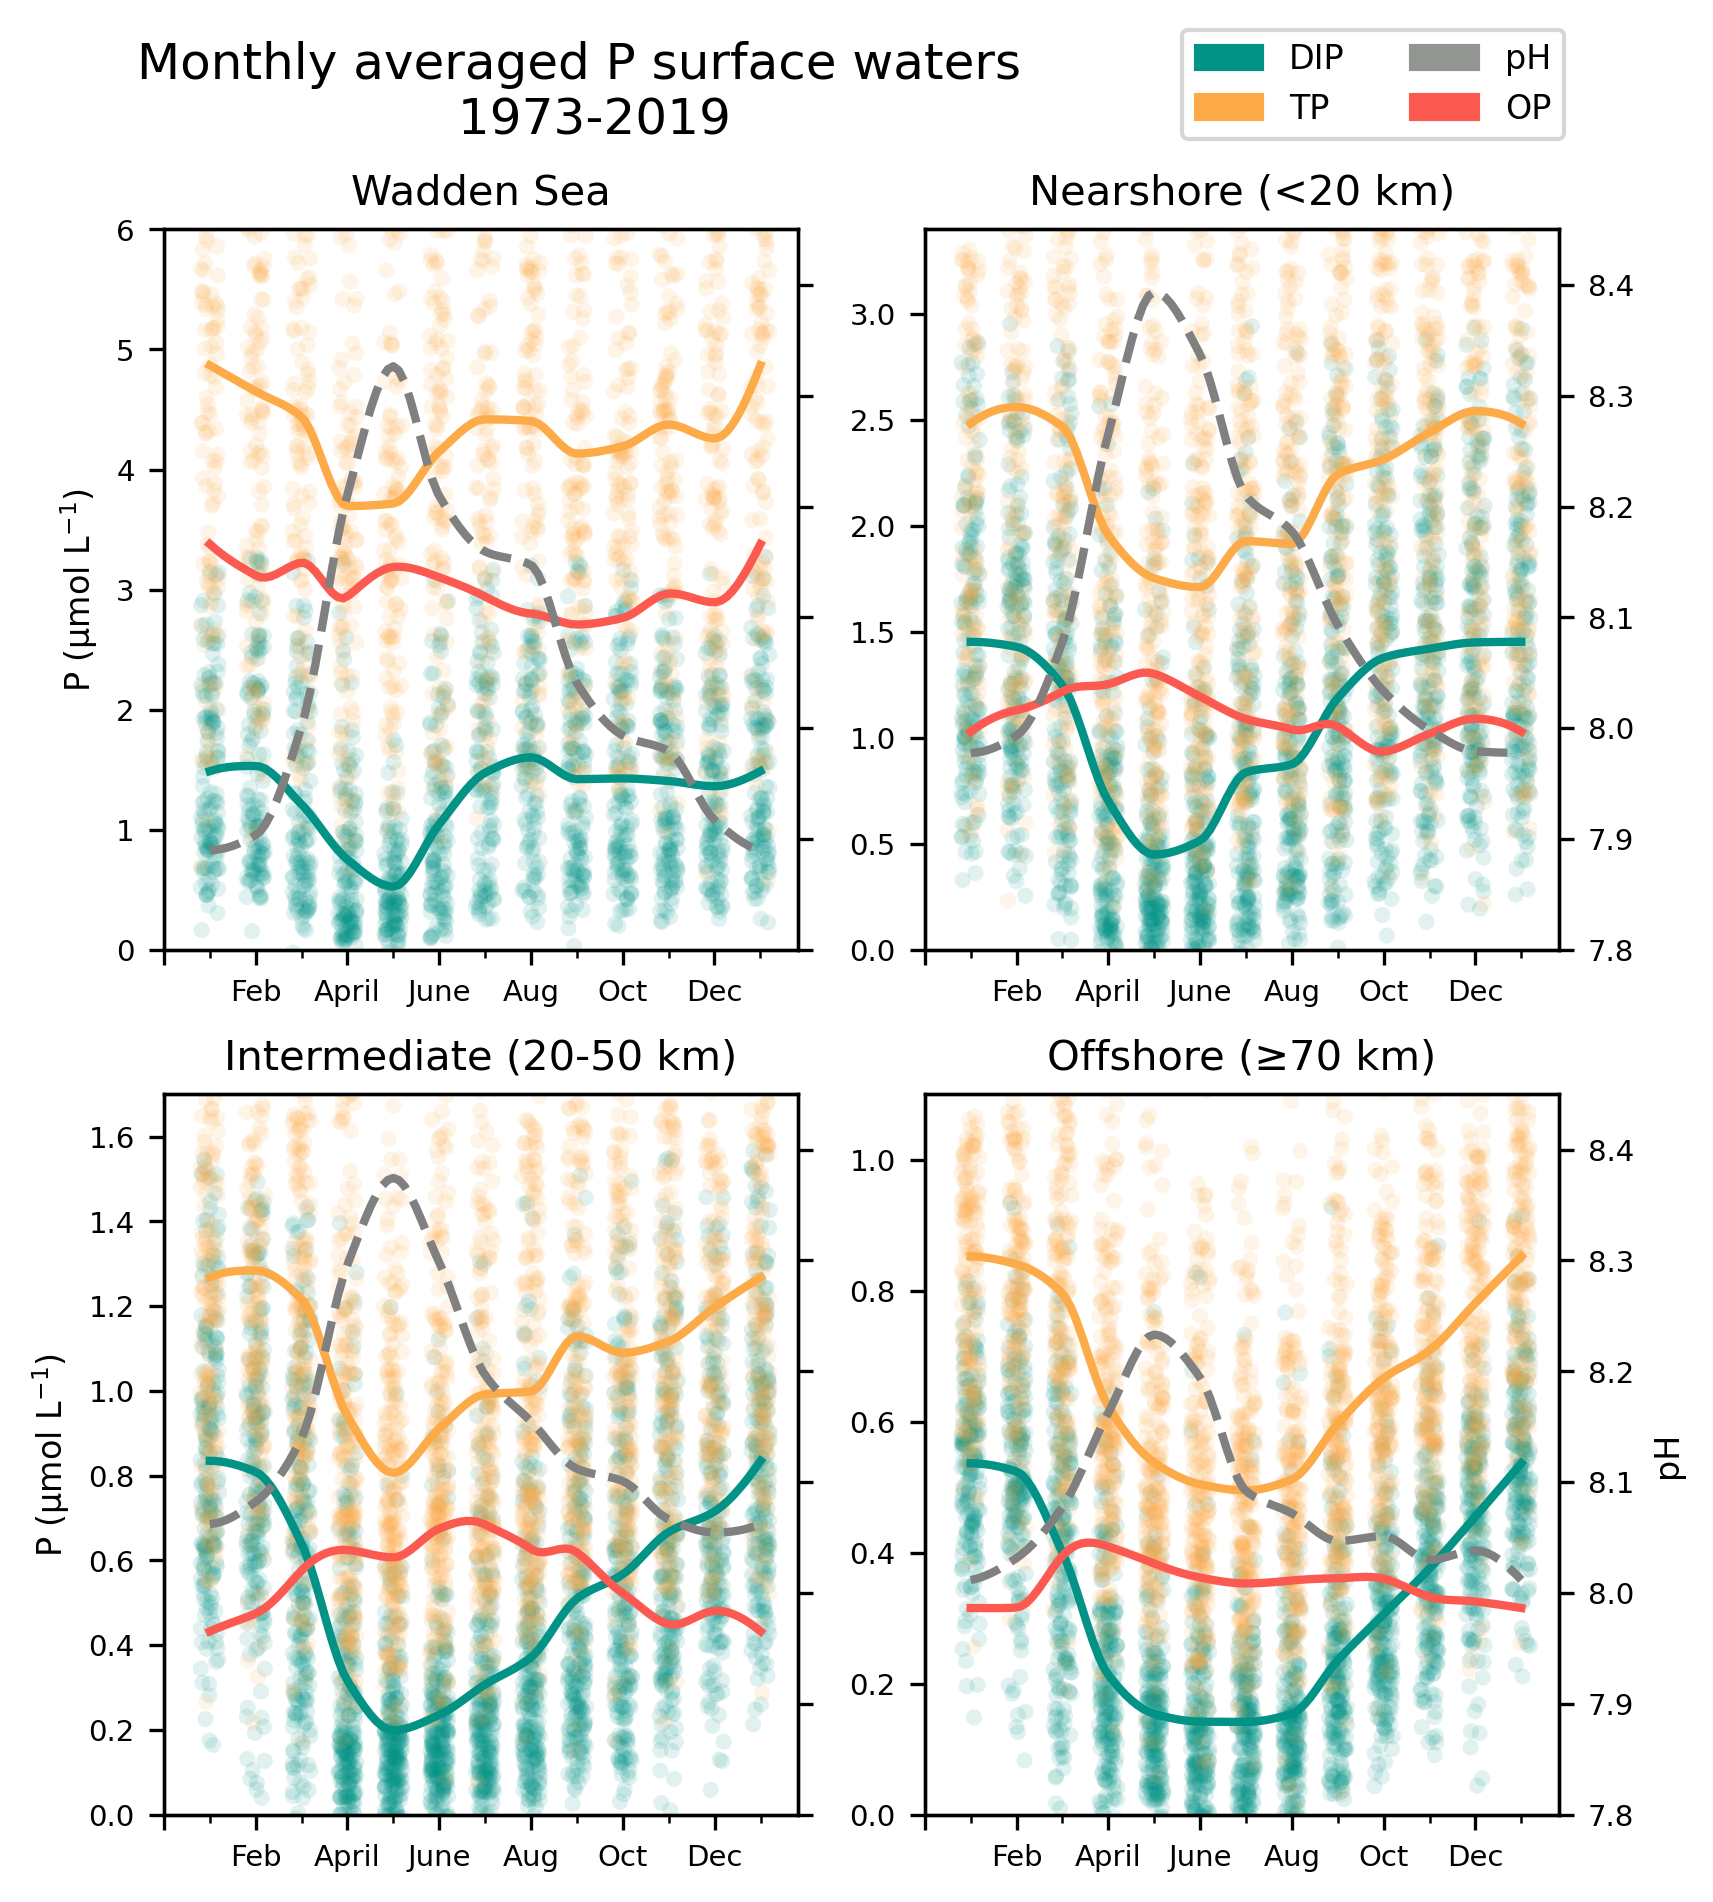 Monthly averaged P surface waters
1973-2019
DIP
TP
pH
OP
Wadden Sea
6
5
4
3
2
1
0
P (µmol L⁻¹)
Feb April June Aug Oct Dec
Nearshore (<20 km)
3.0
2.5
2.0
1.5
1.0
0.5
0.0
8.4
8.3
8.2
8.1
8.0
7.9
7.8
Feb April June Aug Oct Dec
Intermediate (20-50 km)
1.6
1.4
1.2
1.0
0.8
0.6
0.4
0.2
0.0
P (µmol L⁻¹)
Feb April June Aug Oct Dec
Offshore (≥70 km)
1.0
0.8
0.6
0.4
0.2
0.0
8.4
8.3
8.2
8.1
8.0
7.9
7.8
pH
Feb April June Aug Oct Dec